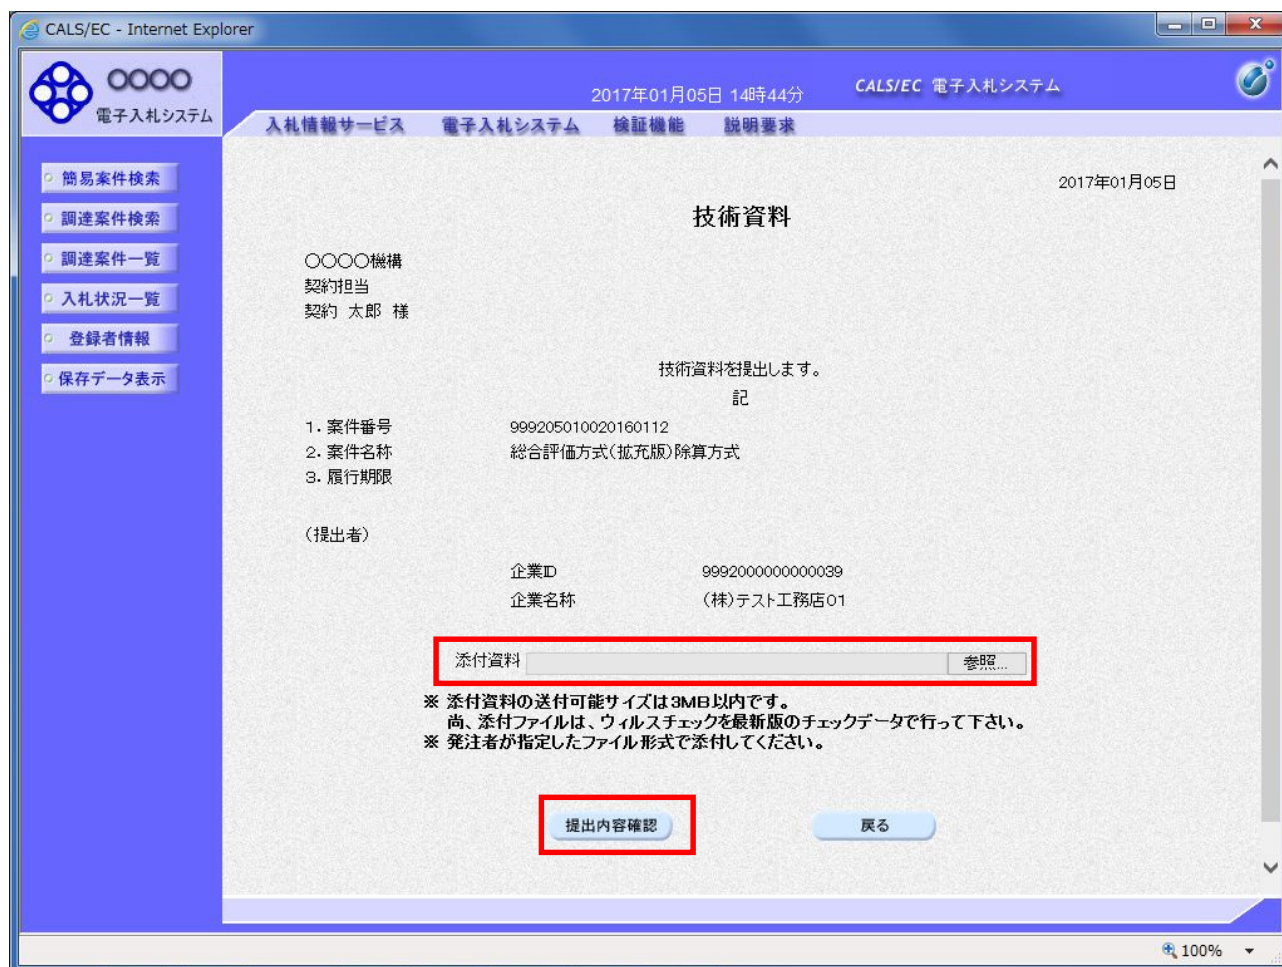 CALS/EC - Internet Explorer
〇〇〇〇
電子入札システム
2017年01月05日 14時44分
CALS/EC 電子入札システム
入札情報サービス 電子入札システム 検証機能 説明要求
簡易案件検索
調達案件検索
調達案件一覧
入札状況一覧
登録者情報
保存データ表示
2017年01月05日
技術資料
〇〇〇〇機構
契約担当
契約 太郎 様
技術資料を提出します。
記
1. 案件番号 999205010020160112
2. 案件名称 総合評価方式(拡充版)除算方式
3. 履行期限
(提出者)
企業ID 9992000000000039
企業名称 (株)テスト工務店01
添付資料 参照...
※ 添付資料の送付可能サイズは3MB以内です。
尚、添付ファイルは、ウィルスチェックを最新版のチェックデータで行って下さい。
※ 発注者が指定したファイル形式で添付してください。
提出内容確認 戻る
100%